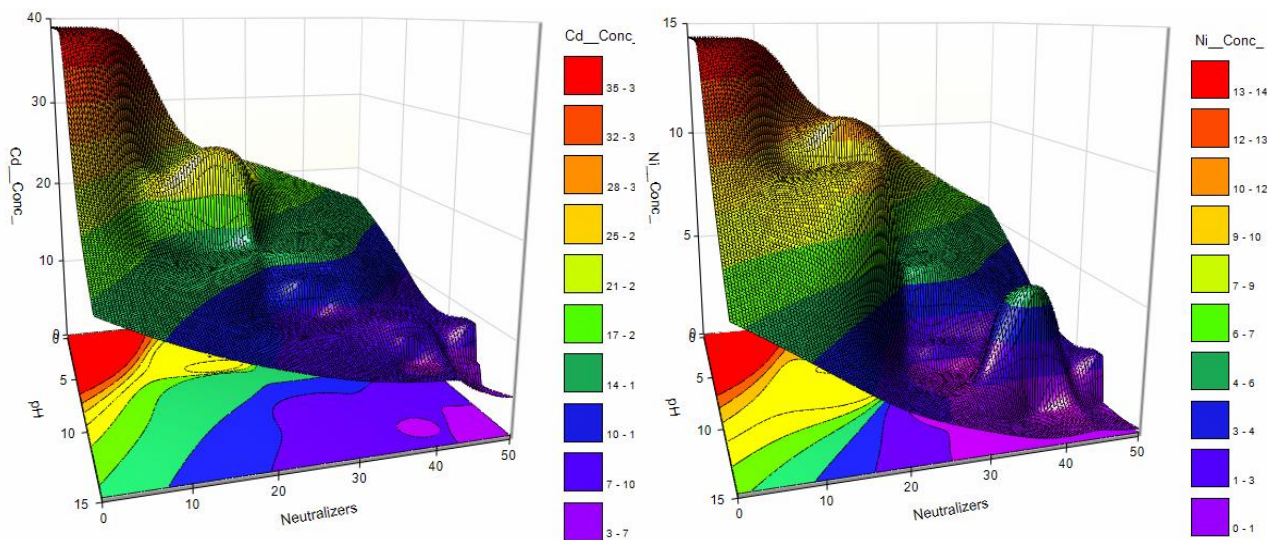 40
30
20
10
0
0
5
10
15
Cd__Conc_
pH
0
10
20
30
40
50
Neutralizers
Cd__Conc_
35 - 3
32 - 3
28 - 3
25 - 2
21 - 2
17 - 2
14 - 1
10 - 1
7 - 10
3 - 7
15
10
5
0
0
5
10
15
Ni__Conc_
pH
0
10
20
30
40
50
Neutralizers
Ni__Conc_
13 - 14
12 - 13
10 - 12
9 - 10
7 - 9
6 - 7
4 - 6
3 - 4
1 - 3
0 - 1